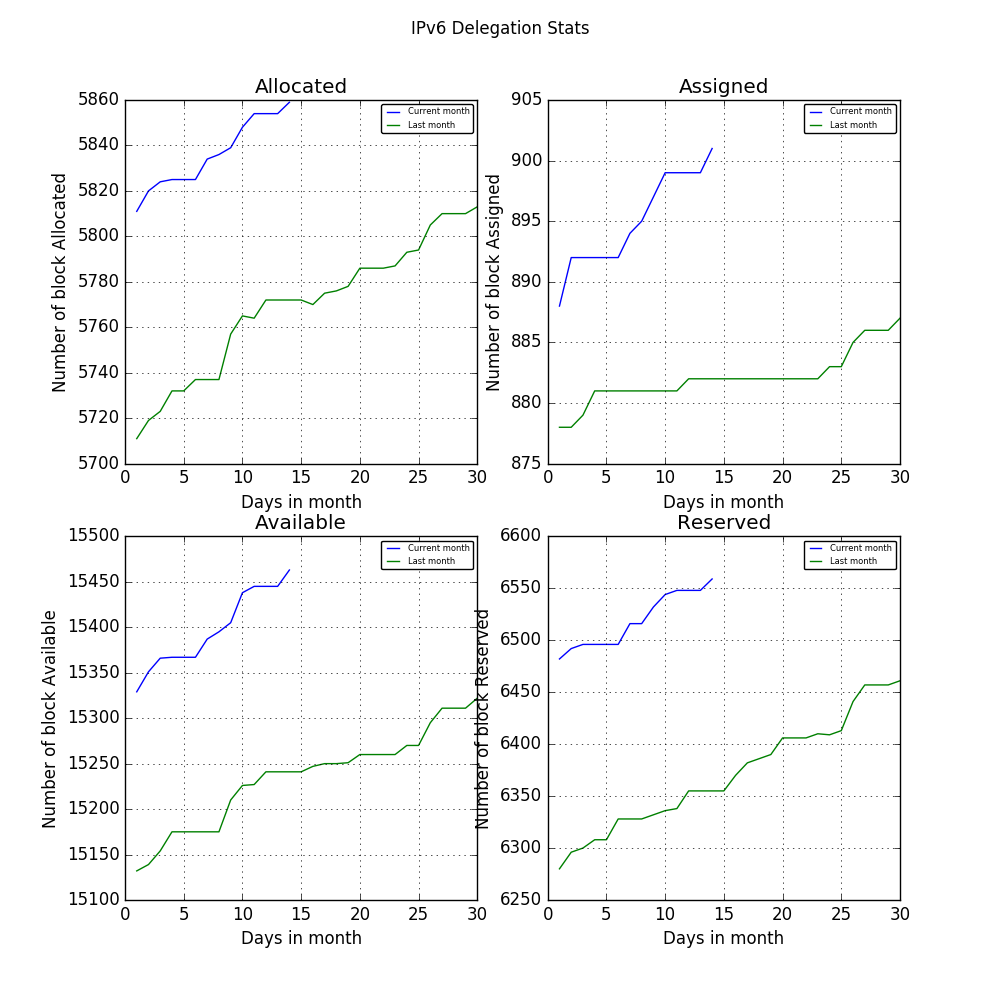 IPv6 Delegation Stats
Allocated
Number of block Allocated
5860
5840
5820
5800
5780
5760
5740
5720
5700
Current month
Last month
0 5 10 15 20 25 30
Days in month
Assigned
Number of block Assigned
905
900
895
890
885
880
875
Current month
Last month
0 5 10 15 20 25 30
Days in month
Available
Number of block Available
15500
15450
15400
15350
15300
15250
15200
15150
15100
Current month
Last month
0 5 10 15 20 25 30
Days in month
Reserved
Number of block Reserved
6600
6550
6500
6450
6400
6350
6300
6250
Current month
Last month
0 5 10 15 20 25 30
Days in month